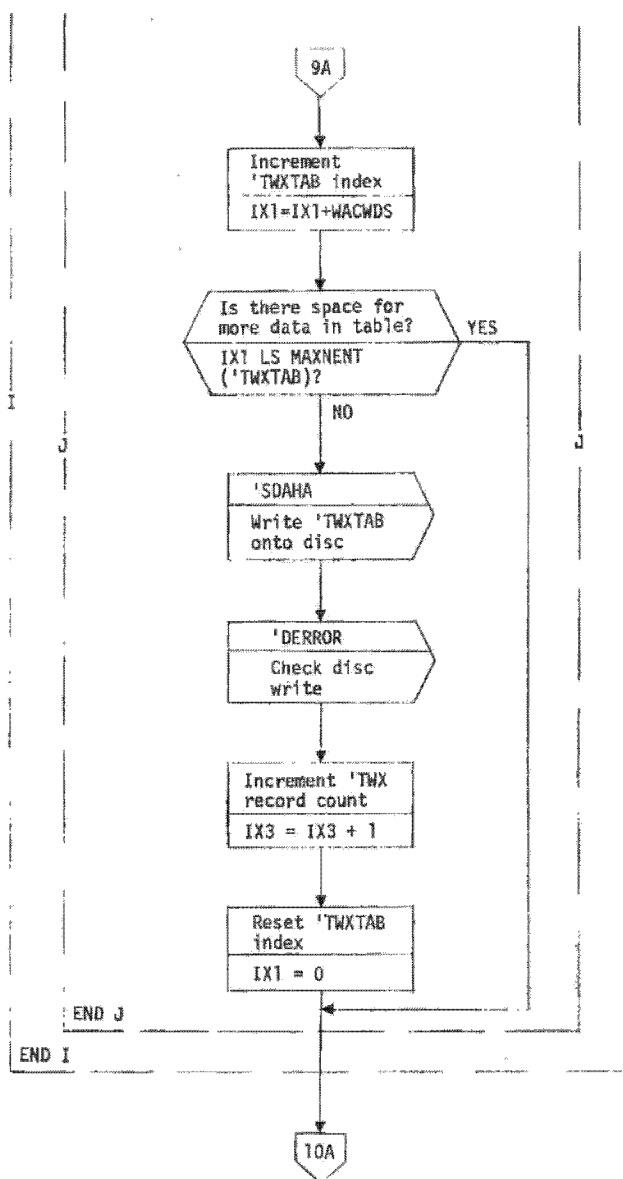 9A
Increment
'TWXTAB index
IX1=IX1+WACWDS
Is there space for
more data in table?
YES
IX1 LS MAXNENT
('TWXTAB)?
I
NO
J
J
'SDAHA
Write 'TWXTAB
onto disc
'DERROR
Check disc
write
Increment 'TWX
record count
IX3 = IX3 + 1
Reset 'TWXTAB
index
IX1 = 0
END J
END I
10A